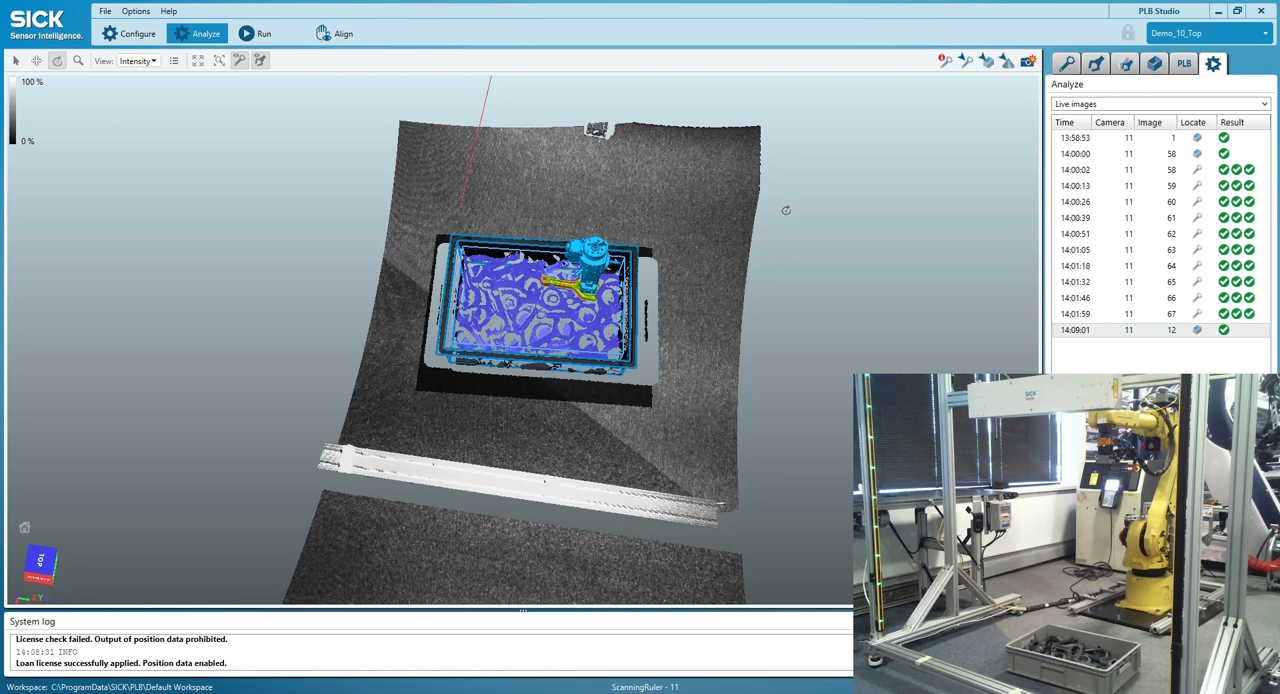 SICK
Sensor Intelligence.
File Options Help
PLB Studio
Configure Analyze Run Align
Demo_10_Top
View: Intensity
PLB
100 %
0 %
Analyze
Live images
Time Camera Image Locate Result
13:58:53 11 1
14:00:00 11 58
14:00:02 11 58
14:00:13 11 59
14:00:26 11 60
14:00:39 11 61
14:00:51 11 62
14:01:05 11 63
14:01:18 11 64
14:01:32 11 65
14:01:46 11 66
14:01:59 11 67
14:09:01 11 12
SICK
TOP
System log
License check failed. Output of position data prohibited.
14:08:31 INFO
Loan license successfully applied. Position data enabled.
Workspace: C:\ProgramData\SICK\PLB\Default Workspace
ScanningRuler - 11